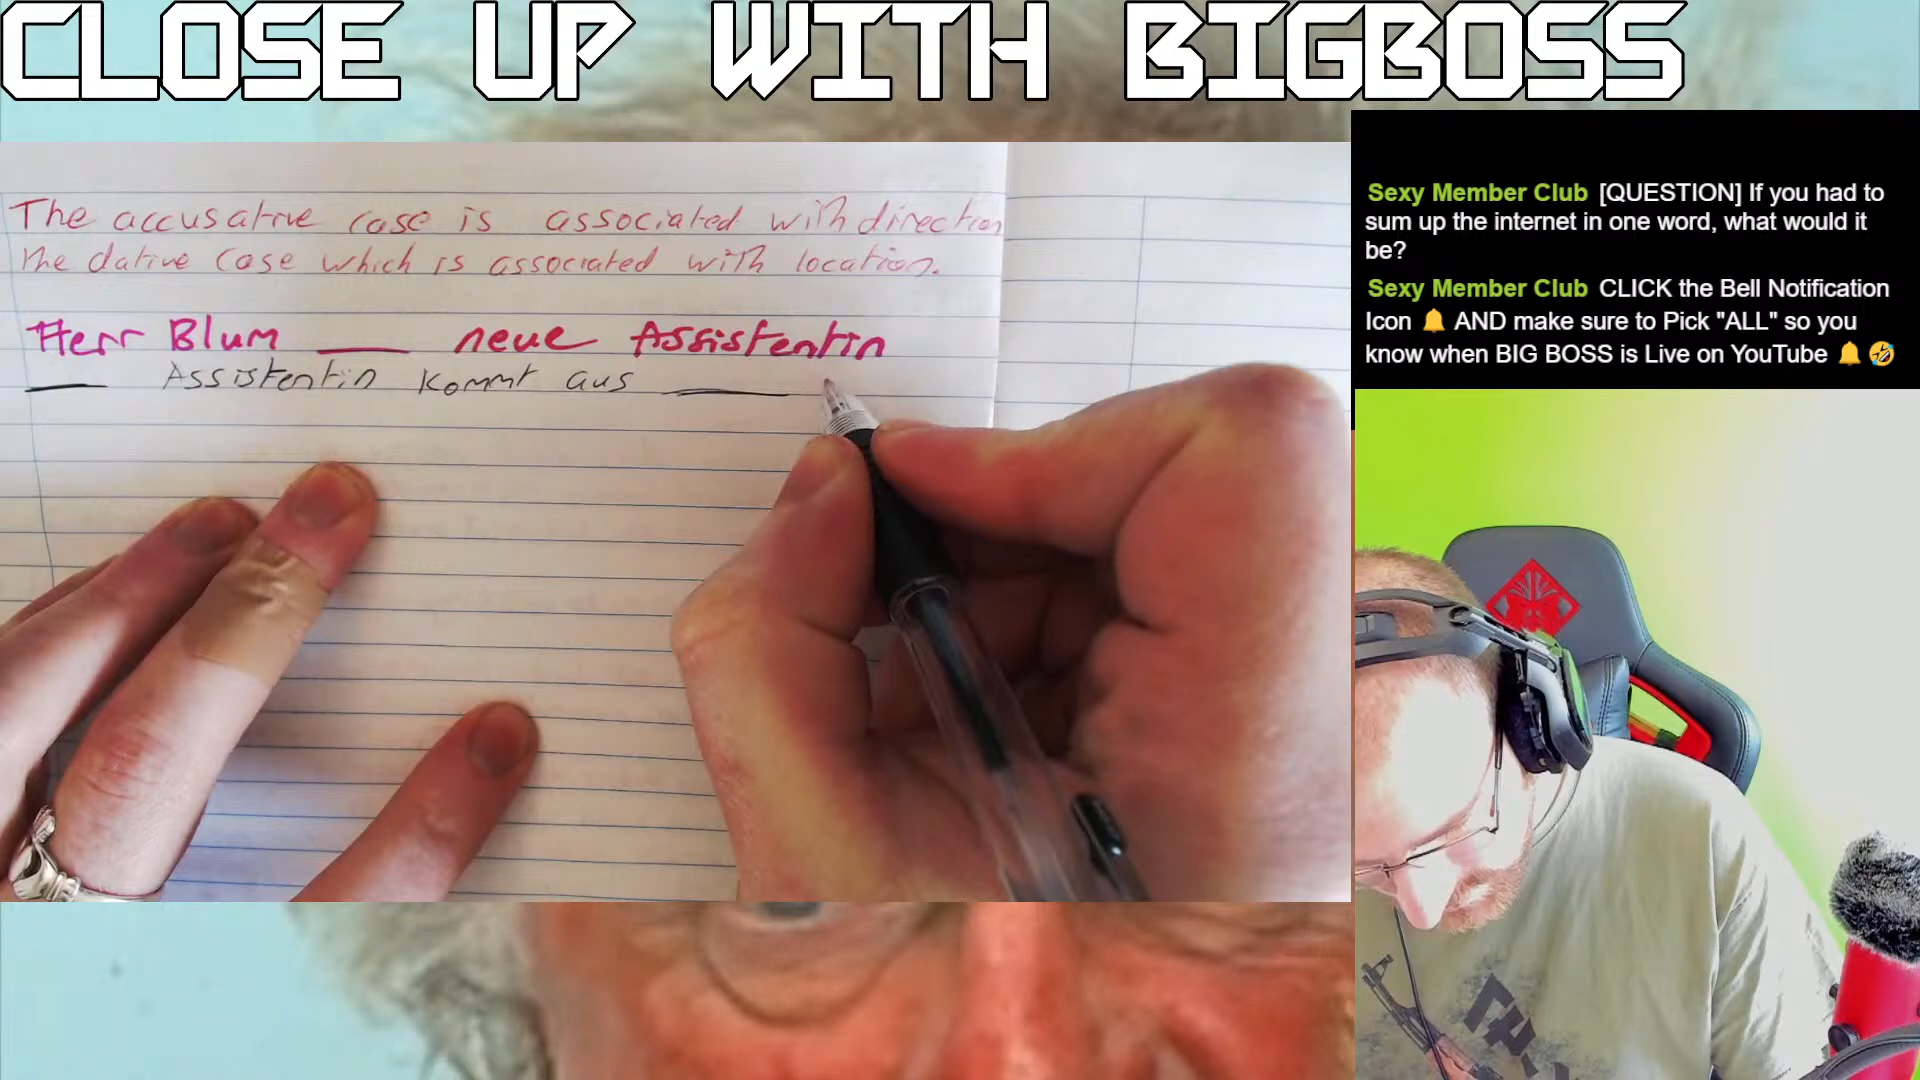 CLOSE UP WITH BIGBOSS
The accusative case is associated with direction
the dative case which is associated with location.
Herr Blum ___ neue Assistentin
___ Assistentin kommt aus ___
Sexy Member Club [QUESTION] If you had to
sum up the internet in one word, what would it
be?
Sexy Member Club CLICK the Bell Notification
Icon 🔔 AND make sure to Pick "ALL" so you
know when BIG BOSS is Live on YouTube 🔔🤣